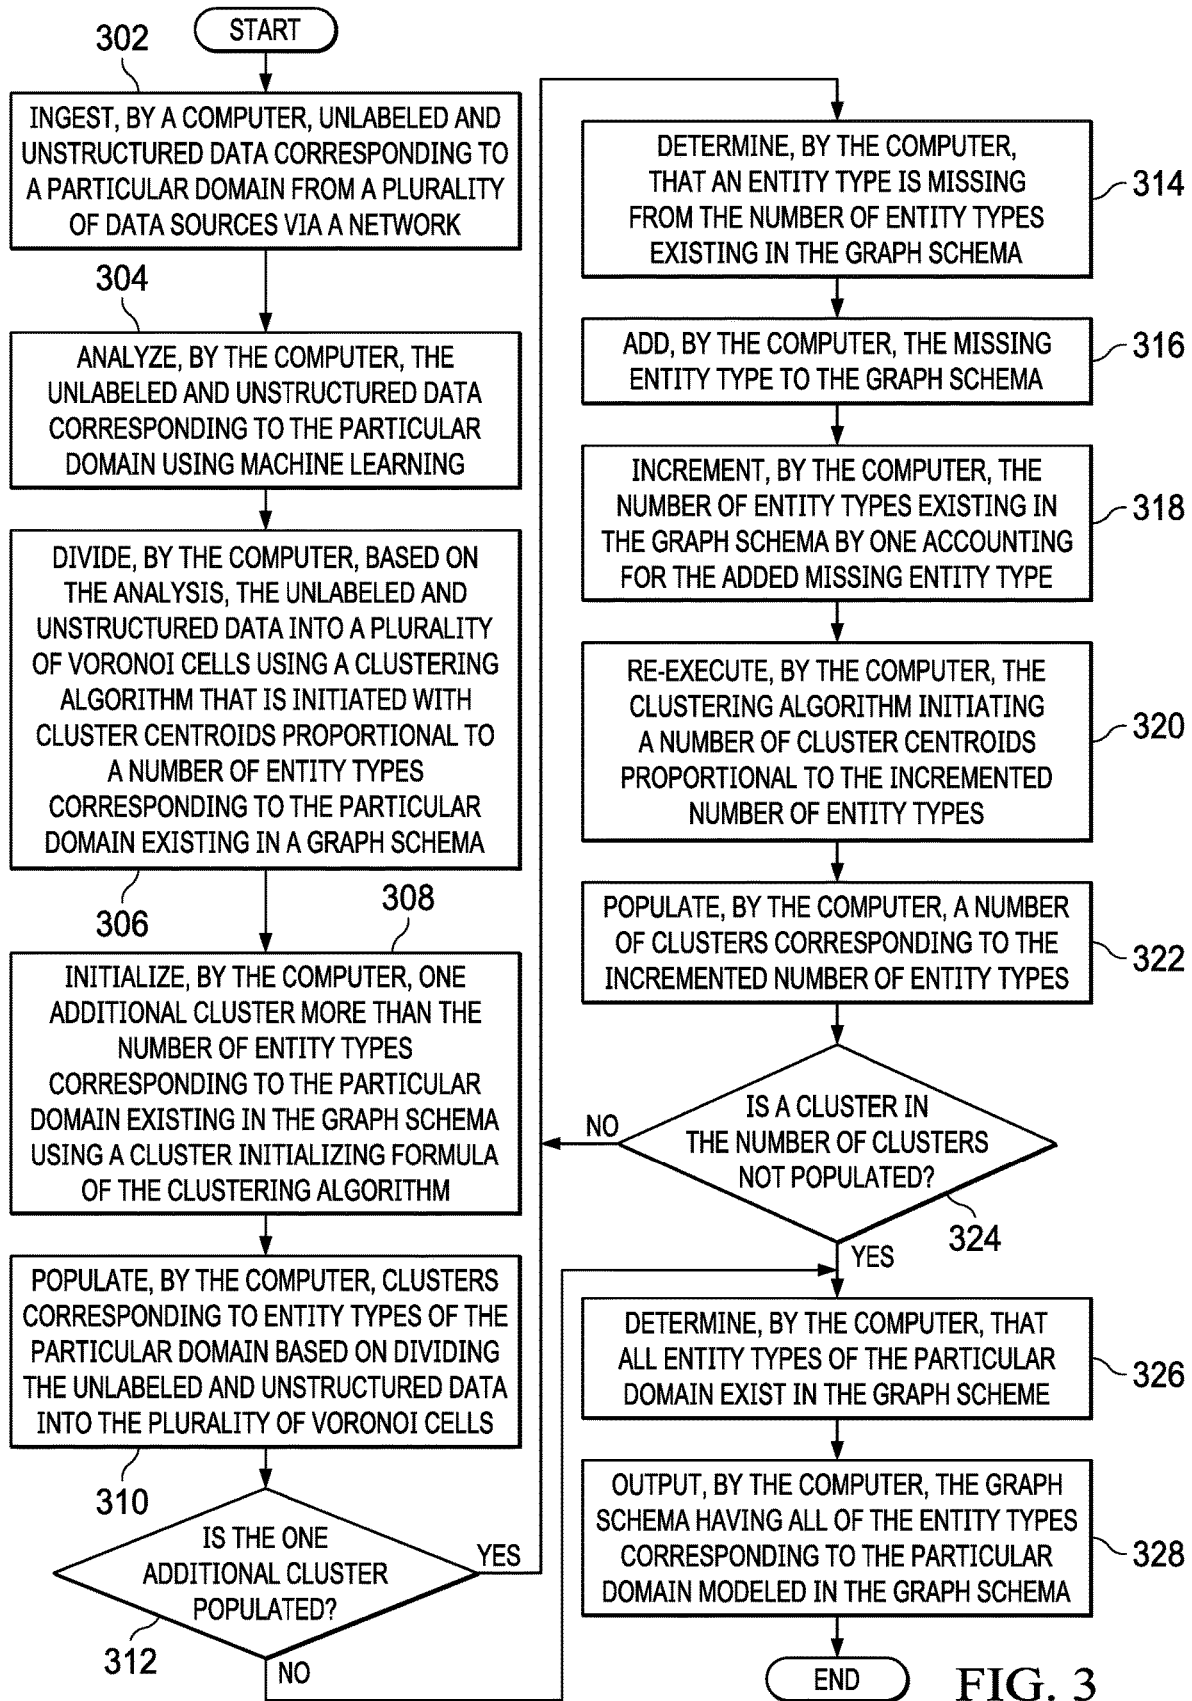 START
302
INGEST, BY A COMPUTER, UNLABELED AND
UNSTRUCTURED DATA CORRESPONDING TO
A PARTICULAR DOMAIN FROM A PLURALITY
OF DATA SOURCES VIA A NETWORK
304
ANALYZE, BY THE COMPUTER, THE
UNLABELED AND UNSTRUCTURED DATA
CORRESPONDING TO THE PARTICULAR
DOMAIN USING MACHINE LEARNING
DIVIDE, BY THE COMPUTER, BASED ON
THE ANALYSIS, THE UNLABELED AND
UNSTRUCTURED DATA INTO A PLURALITY
OF VORONOI CELLS USING A CLUSTERING
ALGORITHM THAT IS INITIATED WITH
CLUSTER CENTROIDS PROPORTIONAL TO
A NUMBER OF ENTITY TYPES
CORRESPONDING TO THE PARTICULAR
DOMAIN EXISTING IN A GRAPH SCHEMA
306
308
INITIALIZE, BY THE COMPUTER, ONE
ADDITIONAL CLUSTER MORE THAN THE
NUMBER OF ENTITY TYPES
CORRESPONDING TO THE PARTICULAR
DOMAIN EXISTING IN THE GRAPH SCHEMA
USING A CLUSTER INITIALIZING FORMULA
OF THE CLUSTERING ALGORITHM
POPULATE, BY THE COMPUTER, CLUSTERS
CORRESPONDING TO ENTITY TYPES OF THE
PARTICULAR DOMAIN BASED ON DIVIDING
THE UNLABELED AND UNSTRUCTURED DATA
INTO THE PLURALITY OF VORONOI CELLS
310
IS THE ONE
ADDITIONAL CLUSTER
POPULATED?
YES
312
NO
DETERMINE, BY THE COMPUTER,
THAT AN ENTITY TYPE IS MISSING
FROM THE NUMBER OF ENTITY TYPES
EXISTING IN THE GRAPH SCHEMA
314
ADD, BY THE COMPUTER, THE MISSING
ENTITY TYPE TO THE GRAPH SCHEMA
316
INCREMENT, BY THE COMPUTER, THE
NUMBER OF ENTITY TYPES EXISTING IN
THE GRAPH SCHEMA BY ONE ACCOUNTING
FOR THE ADDED MISSING ENTITY TYPE
318
RE-EXECUTE, BY THE COMPUTER, THE
CLUSTERING ALGORITHM INITIATING
A NUMBER OF CLUSTER CENTROIDS
PROPORTIONAL TO THE INCREMENTED
NUMBER OF ENTITY TYPES
320
POPULATE, BY THE COMPUTER, A NUMBER
OF CLUSTERS CORRESPONDING TO THE
INCREMENTED NUMBER OF ENTITY TYPES
322
IS A CLUSTER IN
THE NUMBER OF CLUSTERS
NOT POPULATED?
NO
324
YES
DETERMINE, BY THE COMPUTER, THAT
ALL ENTITY TYPES OF THE PARTICULAR
DOMAIN EXIST IN THE GRAPH SCHEME
326
OUTPUT, BY THE COMPUTER, THE GRAPH
SCHEMA HAVING ALL OF THE ENTITY TYPES
CORRESPONDING TO THE PARTICULAR
DOMAIN MODELED IN THE GRAPH SCHEMA
328
END
FIG. 3